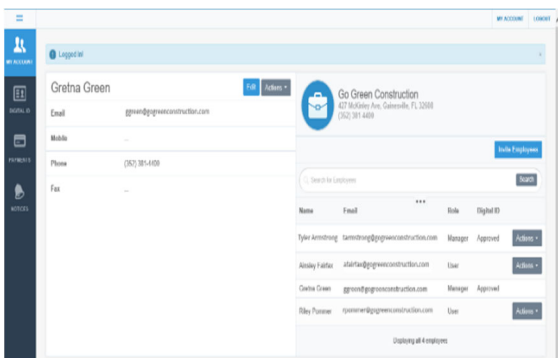 MY ACCOUNT LOGOUT
MY ACCOUNT
Logged in!
Gretna Green
Edit Actions
Email ggreen@gogreenconstruction.com
Mobile ...
Phone (352) 381-4400
Fax ...
DIGITAL ID
PAYMENTS
NOTICES
Go Green Construction
427 McKinley Ave, Gainesville, FL 32608
(352) 381-4400
Invite Employees
Search for Employees Search
Name Email Role Digital ID
Tyler Armstrong tarmstrong@gogreenconstruction.com Manager Approved Actions
Ainsley Fairfax afairfax@gogreenconstruction.com User Actions
Gretna Green ggreen@gogreenconstruction.com Manager Approved
Riley Pommer rpommer@gogreenconstruction.com User Actions
Displaying all 4 employees